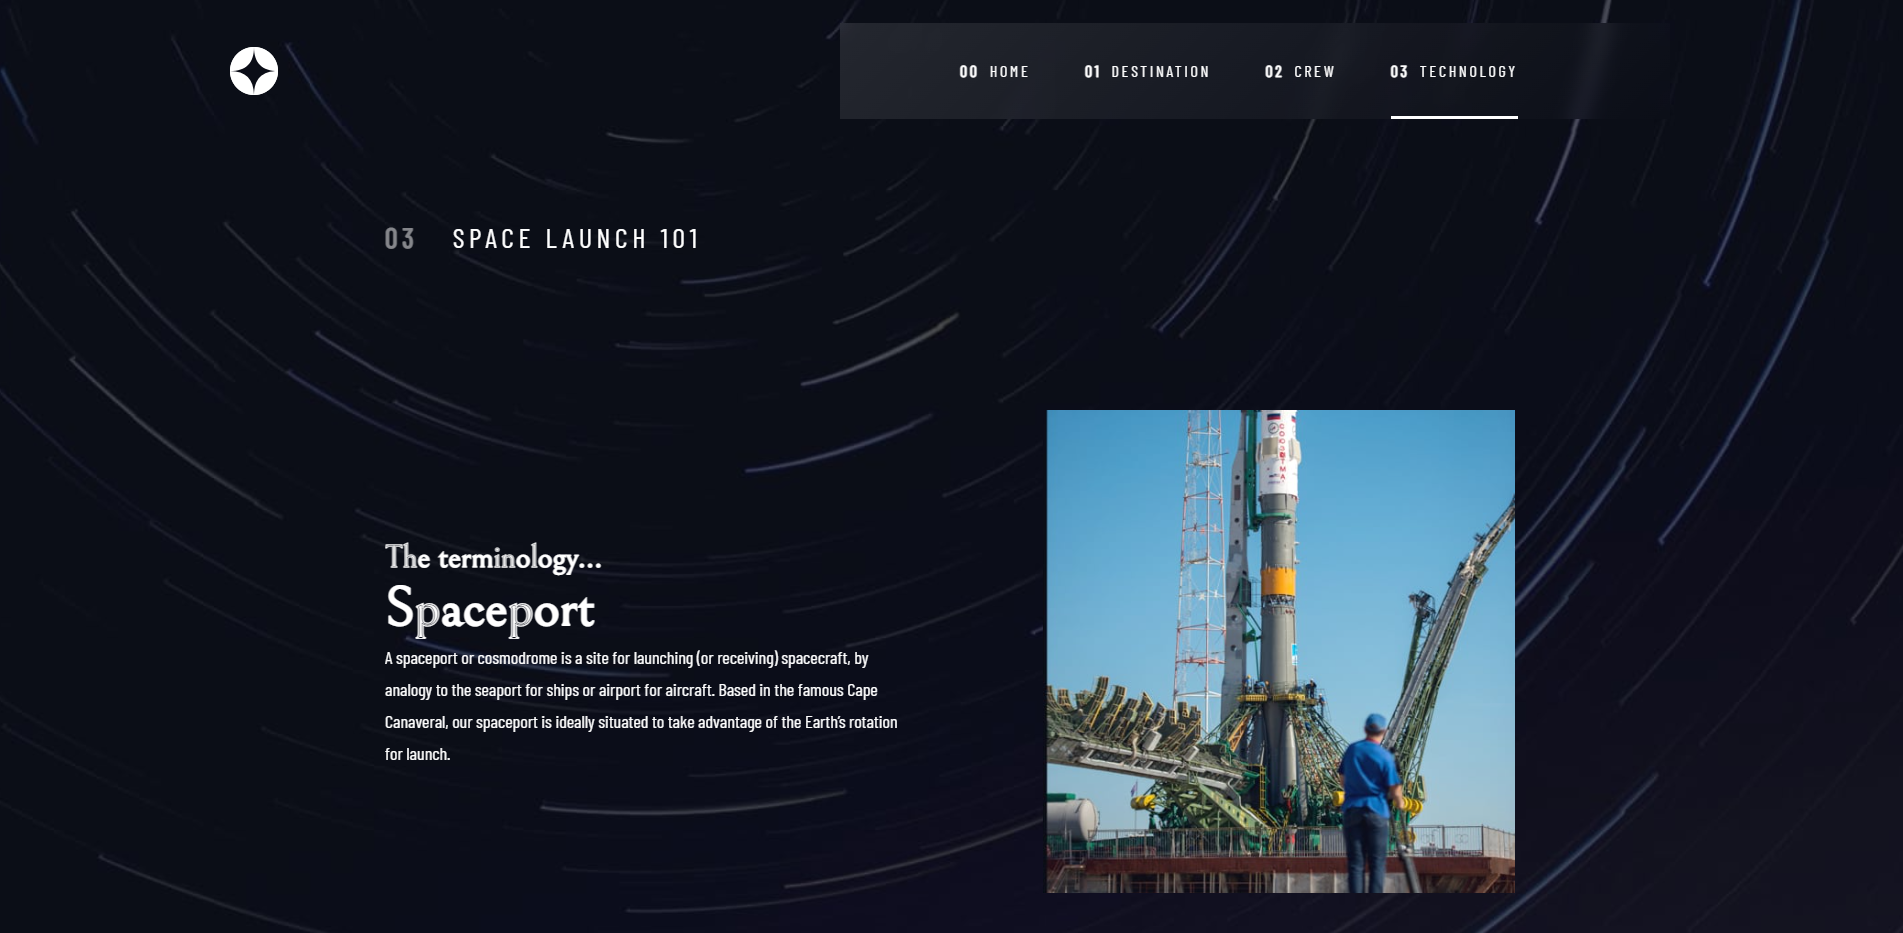 00 HOME
01 DESTINATION
02 CREW
03 TECHNOLOGY
03 SPACE LAUNCH 101
The terminology...
Spaceport
A spaceport or cosmodrome is a site for launching (or receiving) spacecraft, by
analogy to the seaport for ships or airport for aircraft. Based in the famous Cape
Canaveral, our spaceport is ideally situated to take advantage of the Earth's rotation
for launch.